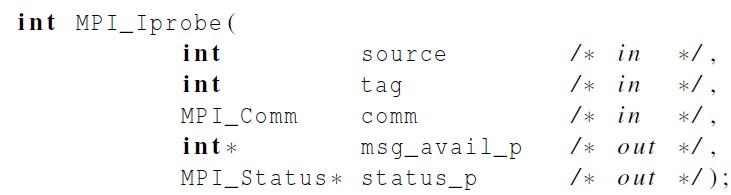 int MPI_Iprobe(
int source /* in */,
int tag /* in */,
MPI_Comm comm /* in */,
int* msg_avail_p /* out */,
MPI_Status* status_p /* out */);